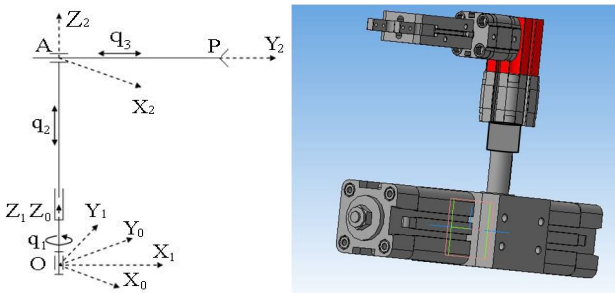 Z₂
A q₃ P Y₂
X₂
q₂
Z₁ Z₀ Y₁
Y₀
q₁
X₁
O
X₀